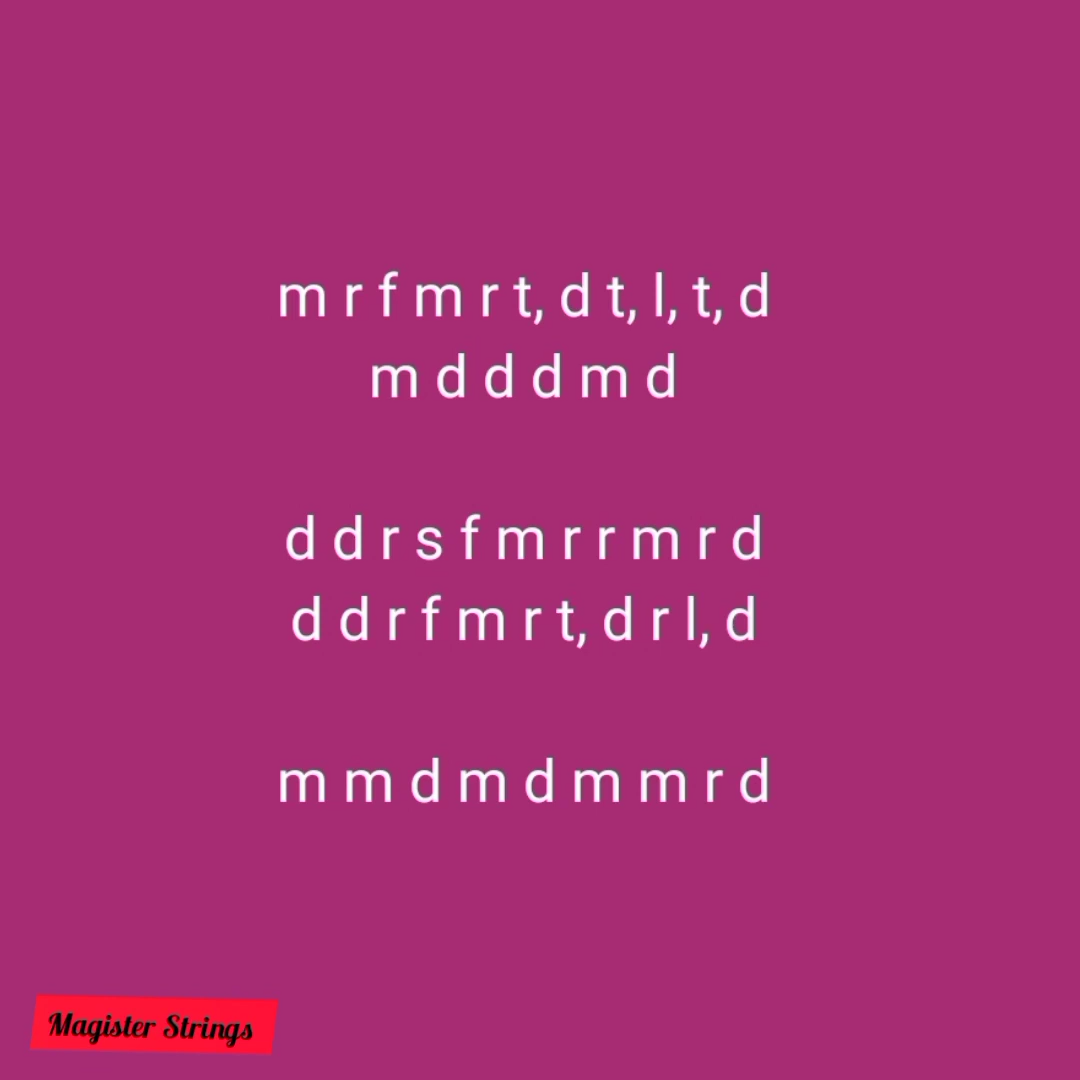 m r f m r t, d t, l, t, d
m d d d m d
d d r s f m r r m r d
d d r f m r t, d r l, d
m m d m d m m r d
Magister Strings